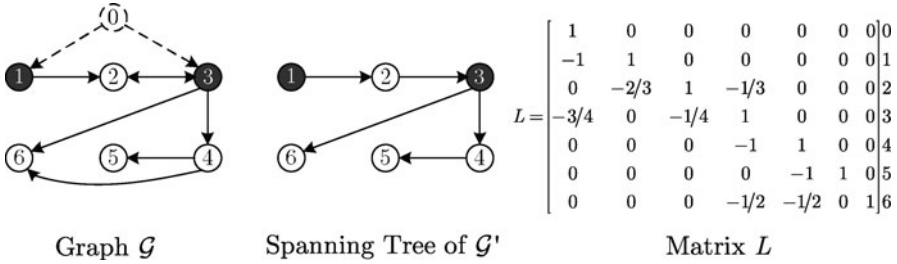 0
1 2 3
6 5 4
Graph 𝒢
1 2 3
6 5 4
Spanning Tree of 𝒢'
L =
1 0 0 0 0 0 0 0
-1 1 0 0 0 0 0 1
0 -2/3 1 -1/3 0 0 0 2
-3/4 0 -1/4 1 0 0 0 3
0 0 0 -1 1 0 0 4
0 0 0 0 -1 1 0 5
0 0 0 -1/2 -1/2 0 1 6
Matrix L